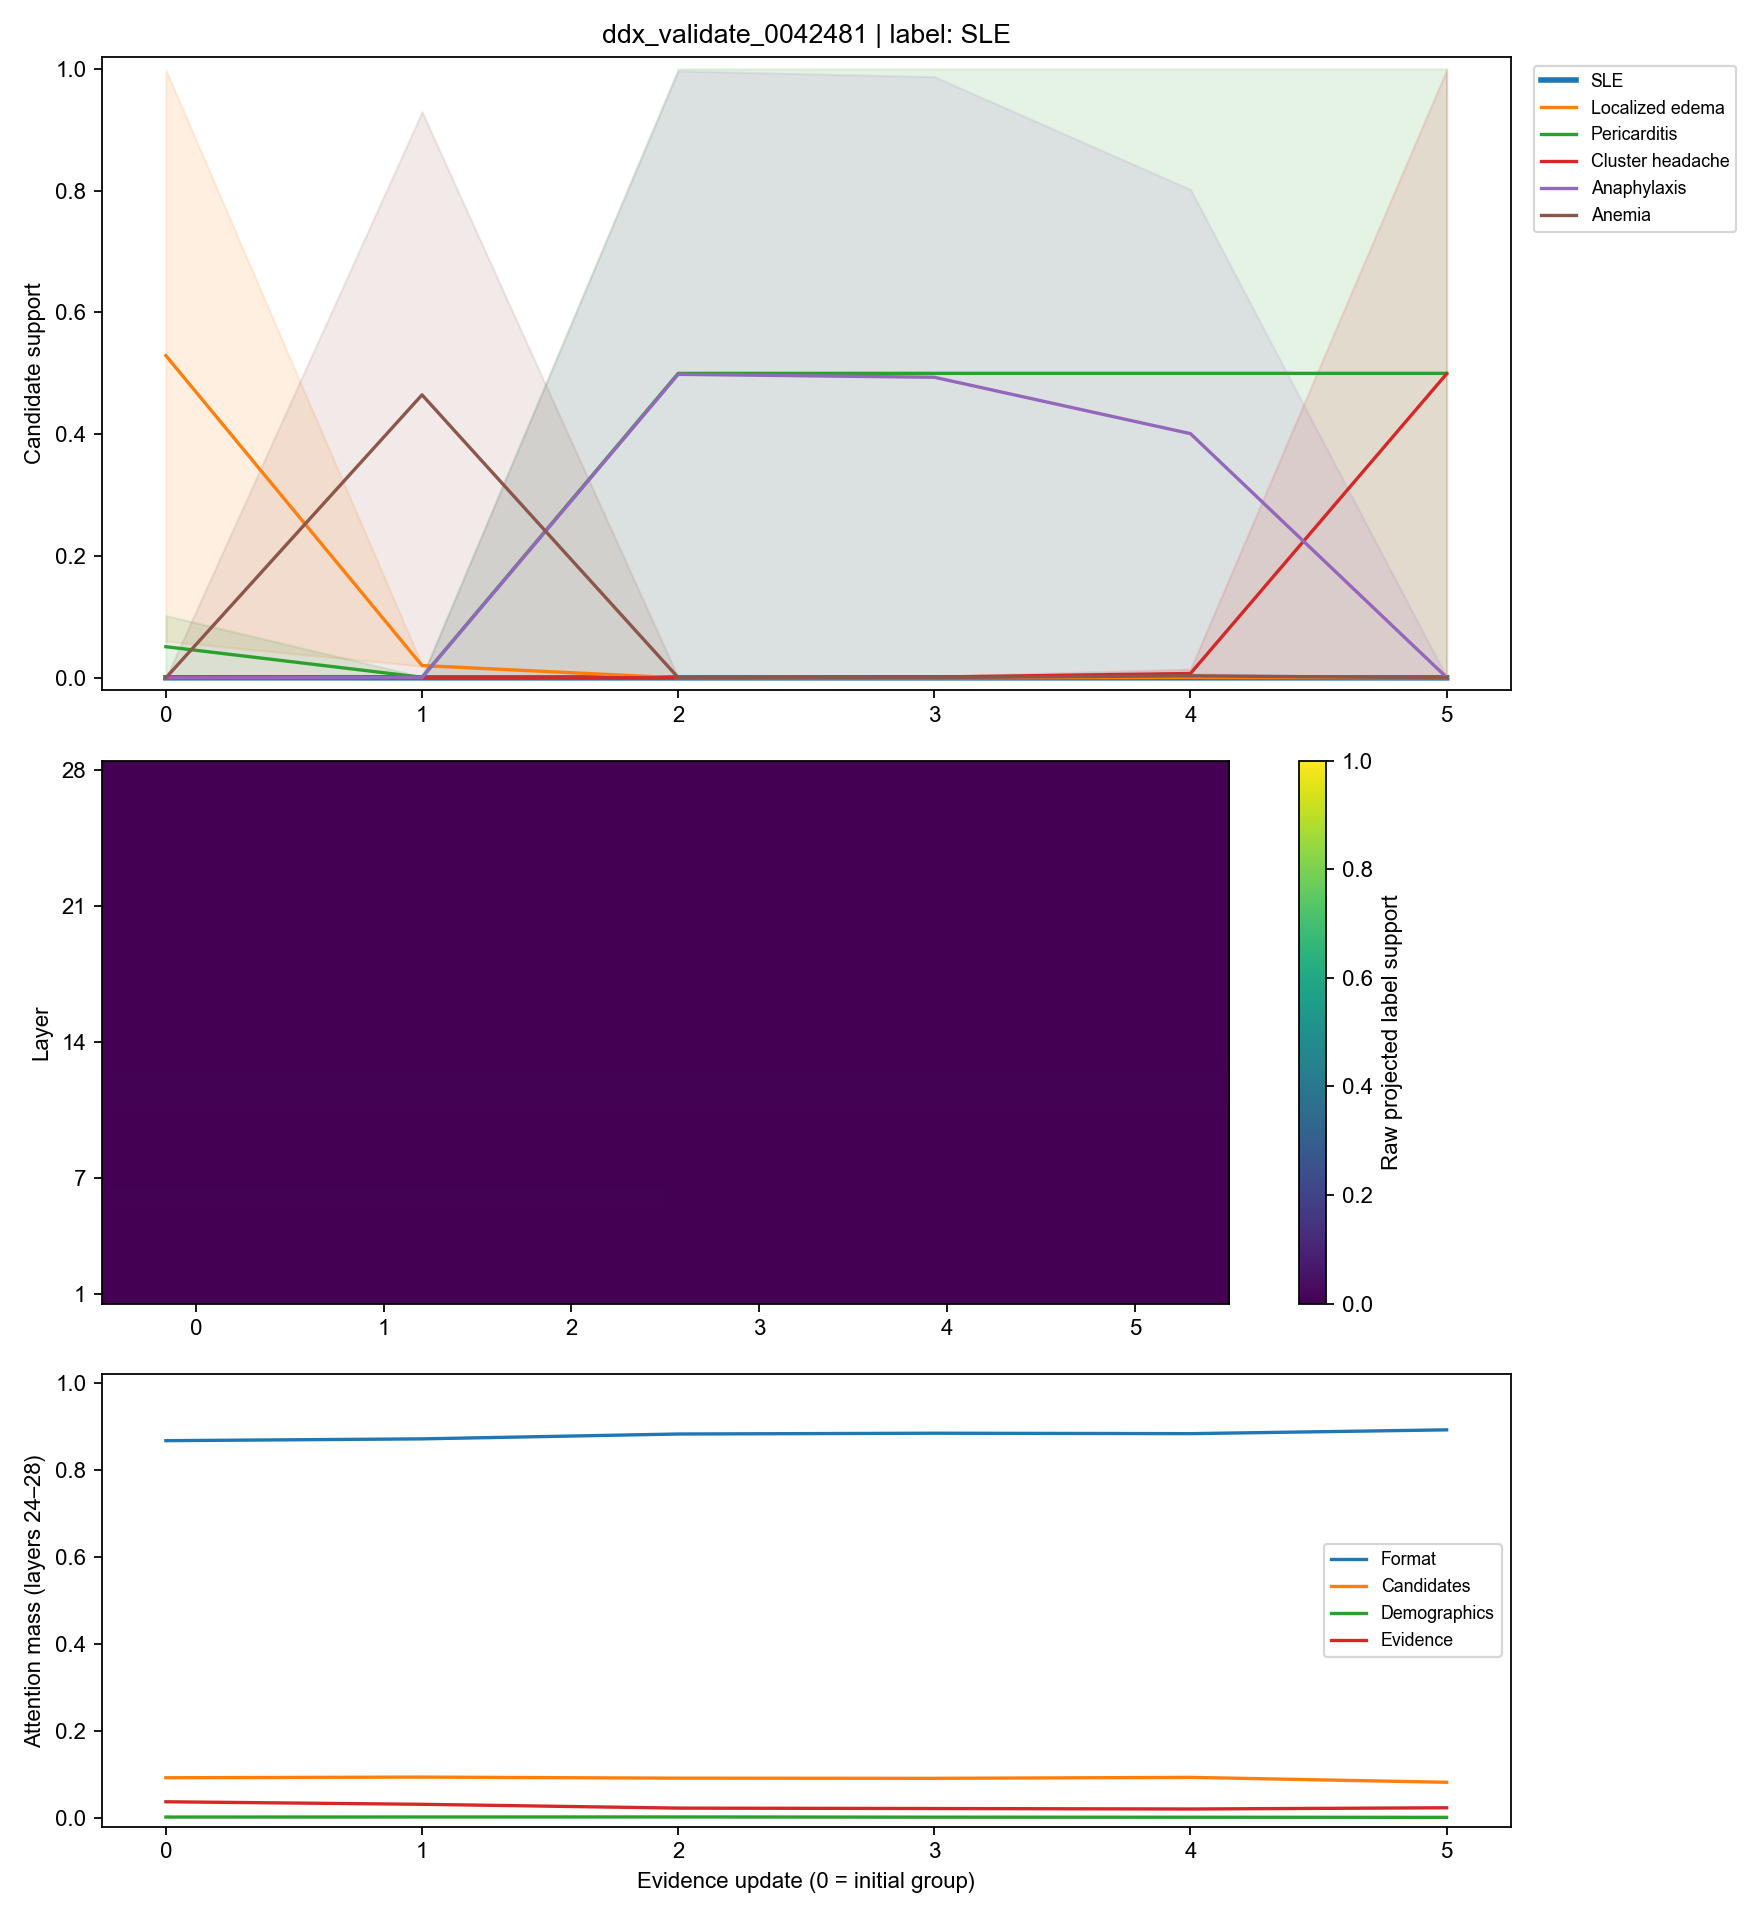 ddx_validate_0042481 | label: SLE
Candidate support
1.0
0.8
0.6
0.4
0.2
0.0
0 1 2 3 4 5
SLE
Localized edema
Pericarditis
Cluster headache
Anaphylaxis
Anemia
Layer
28
21
14
7
1
0 1 2 3 4 5
1.0
0.8
0.6
0.4
0.2
0.0
Raw projected label support
Attention mass (layers 24–28)
1.0
0.8
0.6
0.4
0.2
0.0
Format
Candidates
Demographics
Evidence
0 1 2 3 4 5
Evidence update (0 = initial group)